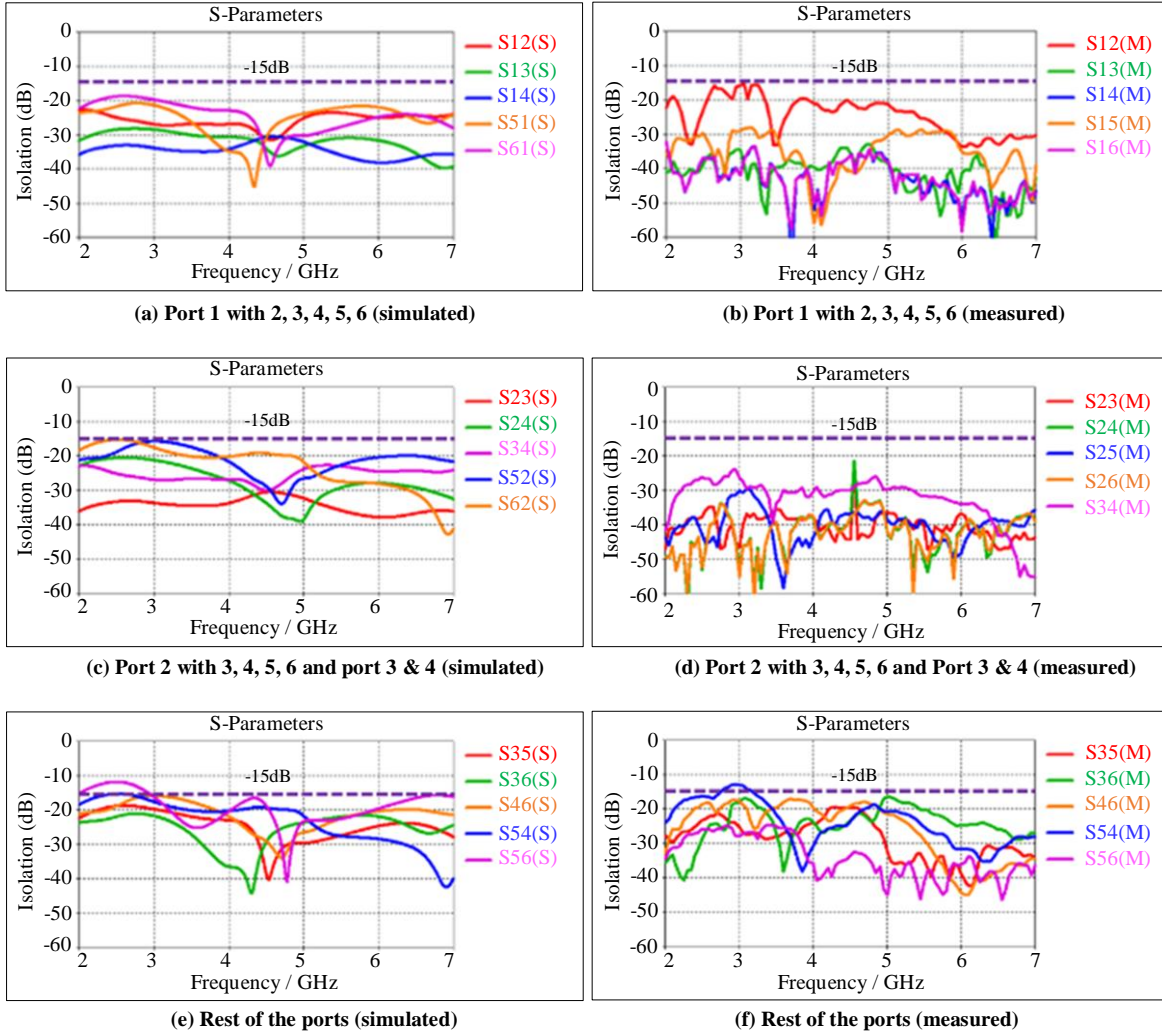 S-Parameters
0
-10
-20
-30
-40
-50
-60
Isolation (dB)
-15dB
S12(S)
S13(S)
S14(S)
S51(S)
S61(S)
2 3 4 5 6 7
Frequency / GHz
(a) Port 1 with 2, 3, 4, 5, 6 (simulated)
S-Parameters
0
-10
-20
-30
-40
-50
-60
Isolation (dB)
-15dB
S12(M)
S13(M)
S14(M)
S15(M)
S16(M)
2 3 4 5 6 7
Frequency / GHz
(b) Port 1 with 2, 3, 4, 5, 6 (measured)
S-Parameters
0
-10
-20
-30
-40
-50
-60
Isolation (dB)
-15dB
S23(S)
S24(S)
S34(S)
S52(S)
S62(S)
2 3 4 5 6 7
Frequency / GHz
(c) Port 2 with 3, 4, 5, 6 and port 3 & 4 (simulated)
S-Parameters
0
-10
-20
-30
-40
-50
-60
Isolation (dB)
-15dB
S23(M)
S24(M)
S25(M)
S26(M)
S34(M)
2 3 4 5 6 7
Frequency / GHz
(d) Port 2 with 3, 4, 5, 6 and Port 3 & 4 (measured)
S-Parameters
0
-10
-20
-30
-40
-50
-60
Isolation (dB)
-15dB
S35(S)
S36(S)
S46(S)
S54(S)
S56(S)
2 3 4 5 6 7
Frequency / GHz
(e) Rest of the ports (simulated)
S-Parameters
0
-10
-20
-30
-40
-50
-60
Isolation (dB)
-15dB
S35(M)
S36(M)
S46(M)
S54(M)
S56(M)
2 3 4 5 6 7
Frequency / GHz
(f) Rest of the ports (measured)